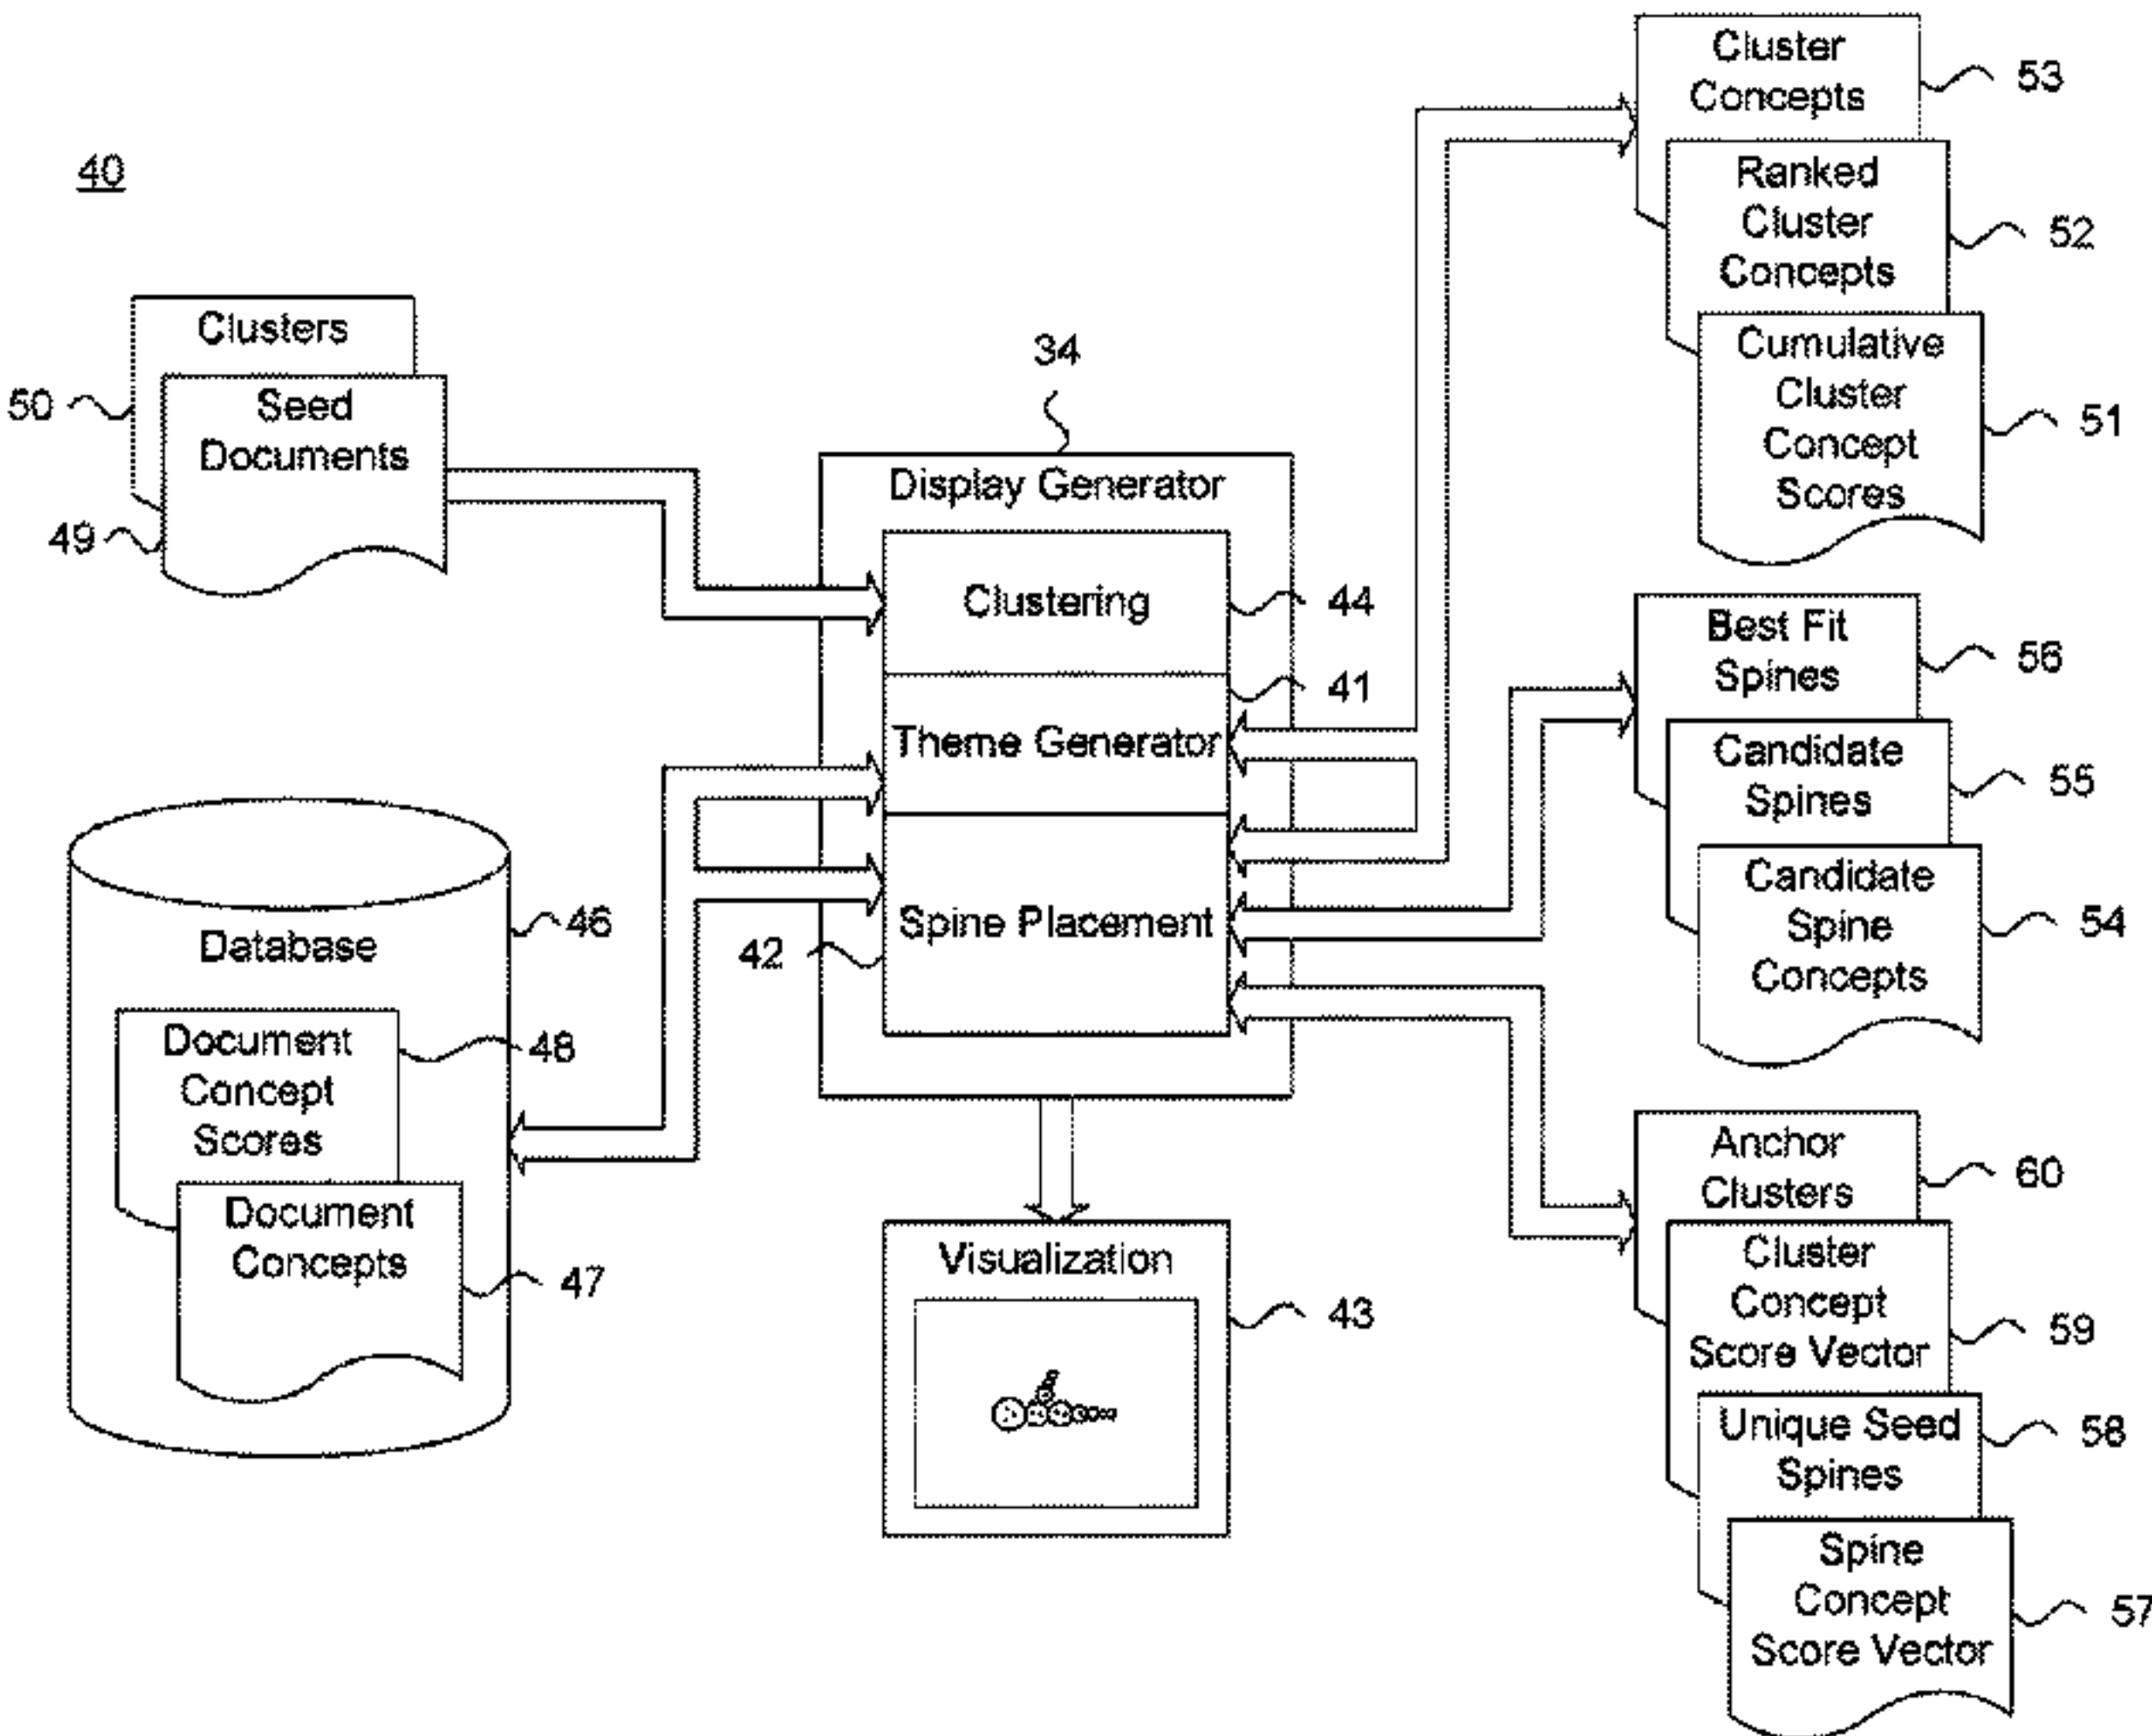 40
Clusters
50
Seed
Documents
49
34
Display Generator
Clustering
44
Theme Generator
41
Spine Placement
42
Database
46
Document
Concept
Scores
48
Document
Concepts
47
Visualization
43
Cluster
Concepts
53
Ranked
Cluster
Concepts
52
Cumulative
Cluster
Concept
Scores
51
Best Fit
Spines
56
Candidate
Spines
55
Candidate
Spine
Concepts
54
Anchor
Clusters
60
Cluster
Concept
Score Vector
59
Unique Seed
Spines
58
Spine
Concept
Score Vector
57